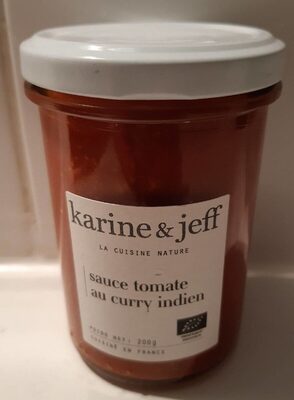 karine & jeff
LA CUISINE NATURE
sauce tomate
au curry indien
POIDS NET: 200g
CUISINÉ EN FRANCE